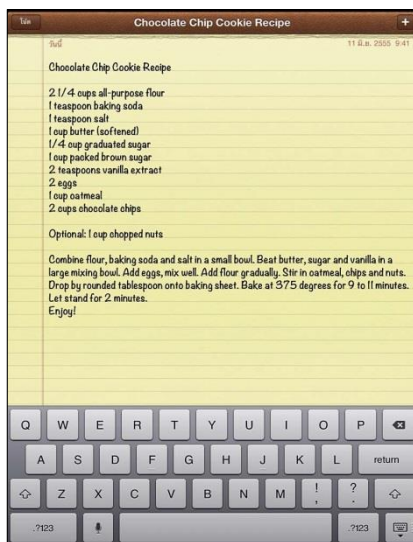 โน้ต
Chocolate Chip Cookie Recipe
+
วันนี้
11 มิ.ย. 2555 9:41
Chocolate Chip Cookie Recipe
2 1/4 cups all-purpose flour
1 teaspoon baking soda
1 teaspoon salt
1 cup butter (softened)
1/4 cup graduated sugar
1 cup packed brown sugar
2 teaspoons vanilla extract
2 eggs
1 cup oatmeal
2 cups chocolate chips
Optional: 1 cup chopped nuts
Combine flour, baking soda and salt in a small bowl. Beat butter, sugar and vanilla in a
large mixing bowl. Add eggs, mix well. Add flour gradually. Stir in oatmeal, chips and nuts.
Drop by rounded tablespoon onto baking sheet. Bake at 375 degrees for 9 to 11 minutes.
Let stand for 2 minutes.
Enjoy!
Q W E R T Y U I O P
A S D F G H J K L return
Z X C V B N M ! , ? .
.?123 .?123